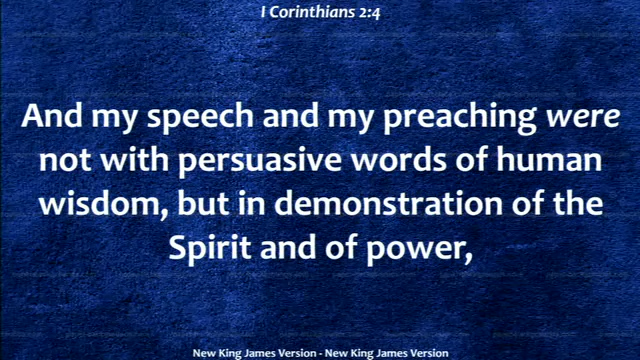 I Corinthians 2:4
And my speech and my preaching were
not with persuasive words of human
wisdom, but in demonstration of the
Spirit and of power,
New King James Version - New King James Version